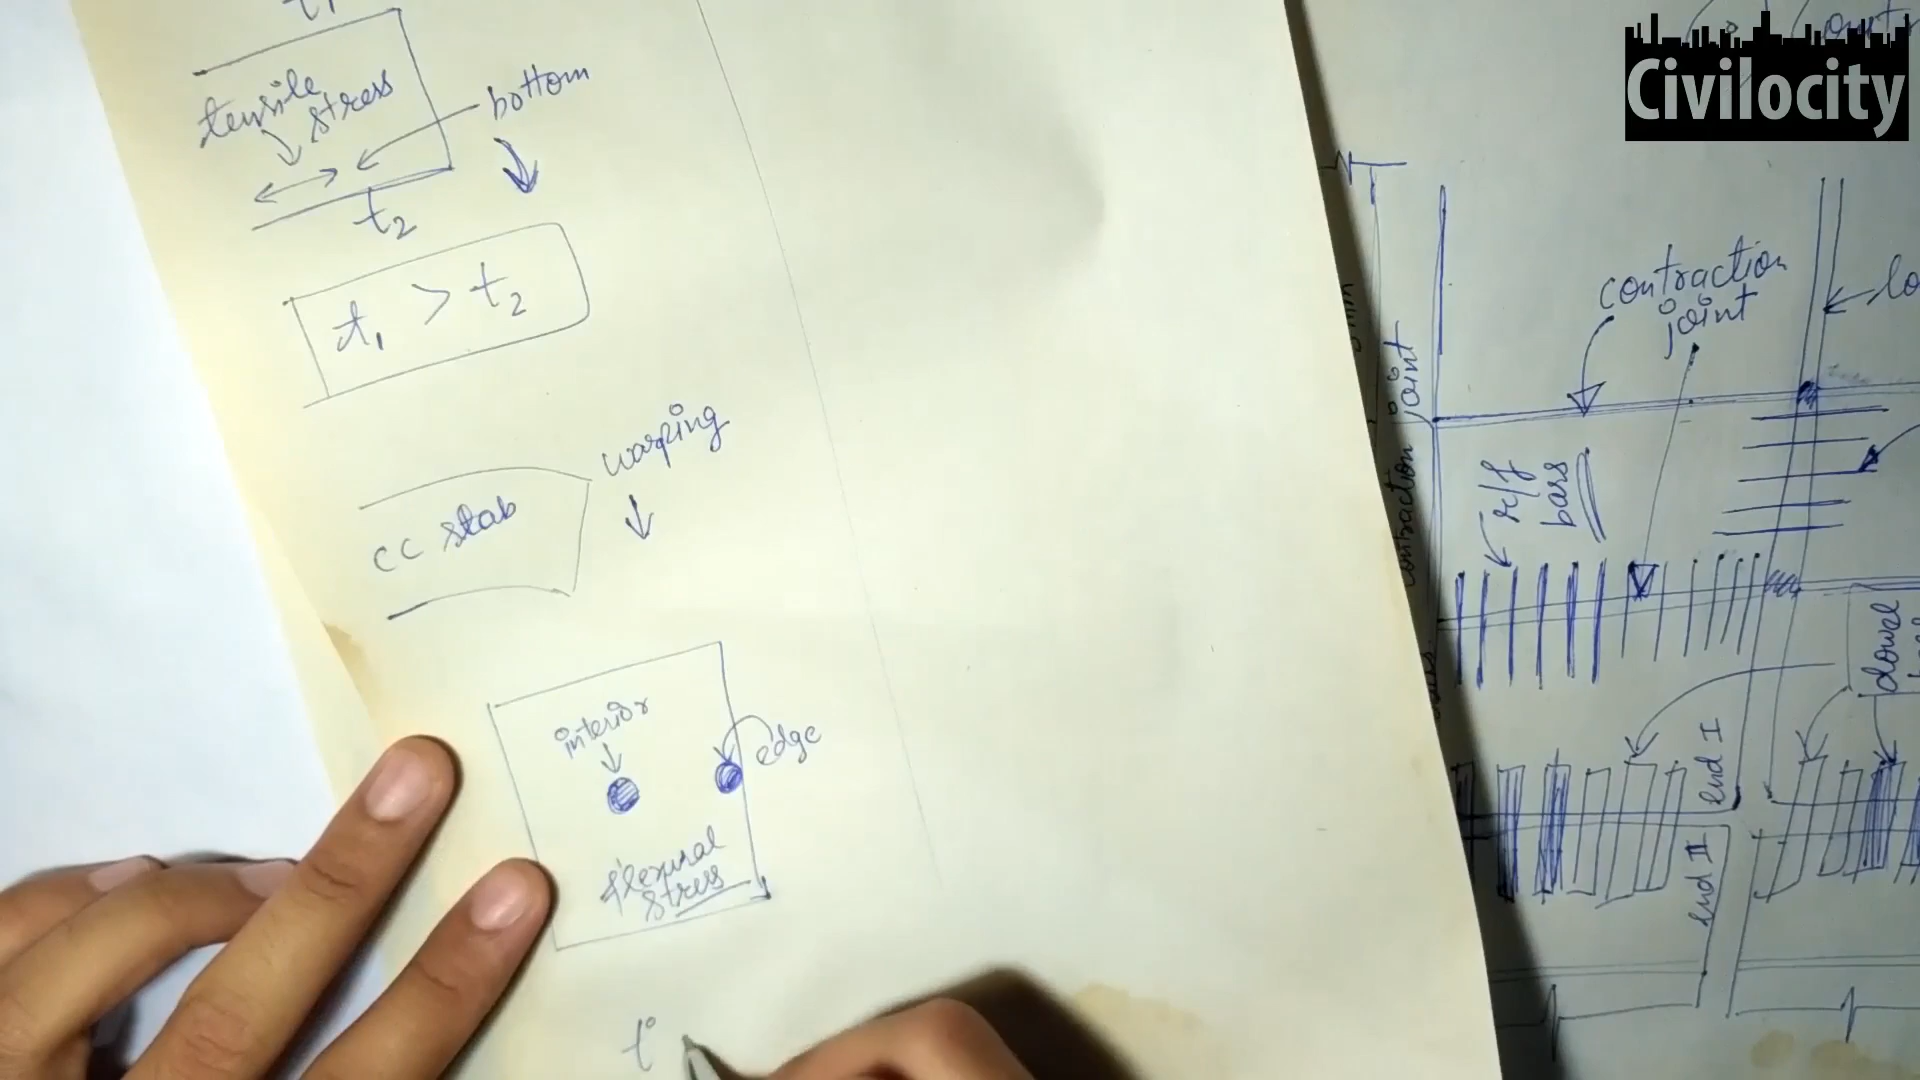 t1
tensile
stress
bottom
t2
t1 > t2
warping
cc slab
interior
edge
flexural
stress
t°
Civilocity
contraction
joint
joint
contraction
r/f
bars
dowel
end I
end II